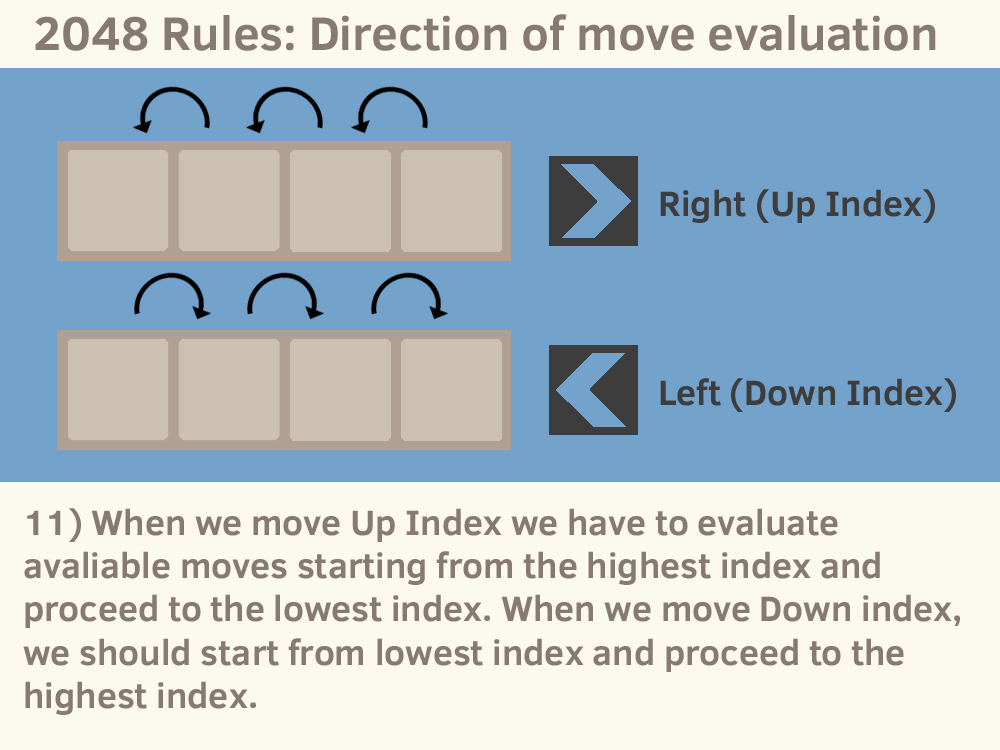 2048 Rules: Direction of move evaluation
Right (Up Index)
Left (Down Index)
11) When we move Up Index we have to evaluate
avaliable moves starting from the highest index and
proceed to the lowest index. When we move Down index,
we should start from lowest index and proceed to the
highest index.